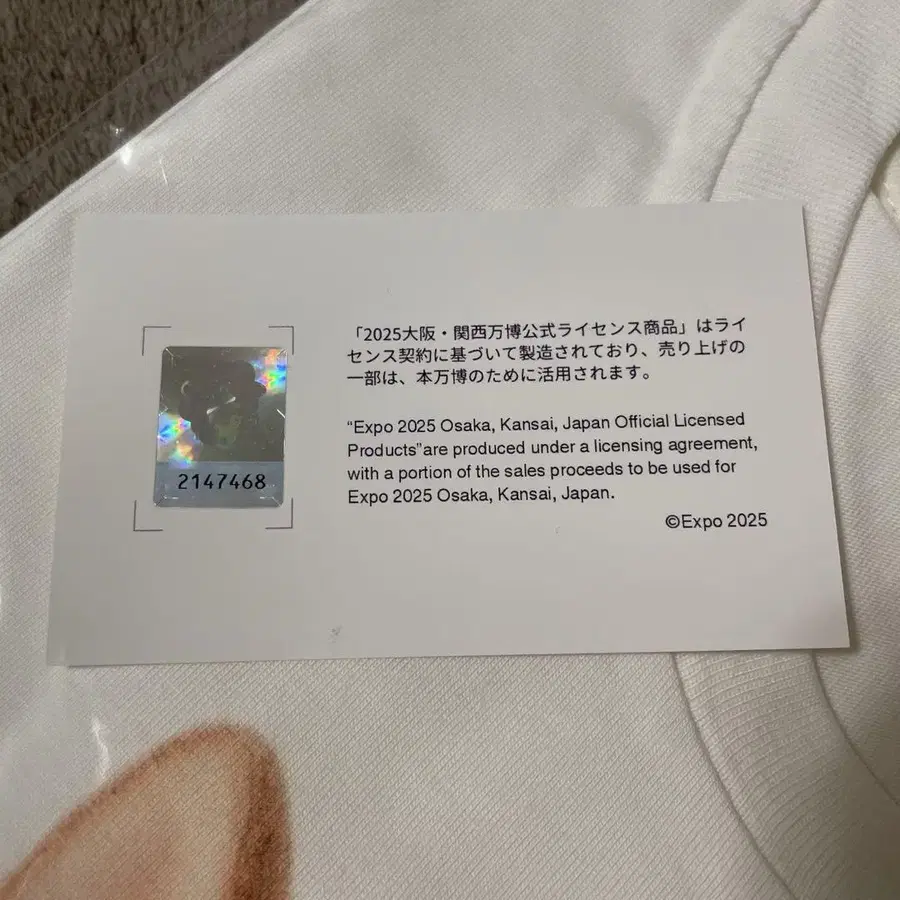 「2025大阪・関西万博公式ライセンス商品」はライ
センス契約に基づいて製造されており、売り上げの
一部は、本万博のために活用されます。
“Expo 2025 Osaka, Kansai, Japan Official Licensed
Products”are produced under a licensing agreement,
with a portion of the sales proceeds to be used for
Expo 2025 Osaka, Kansai, Japan.
©Expo 2025
2147468